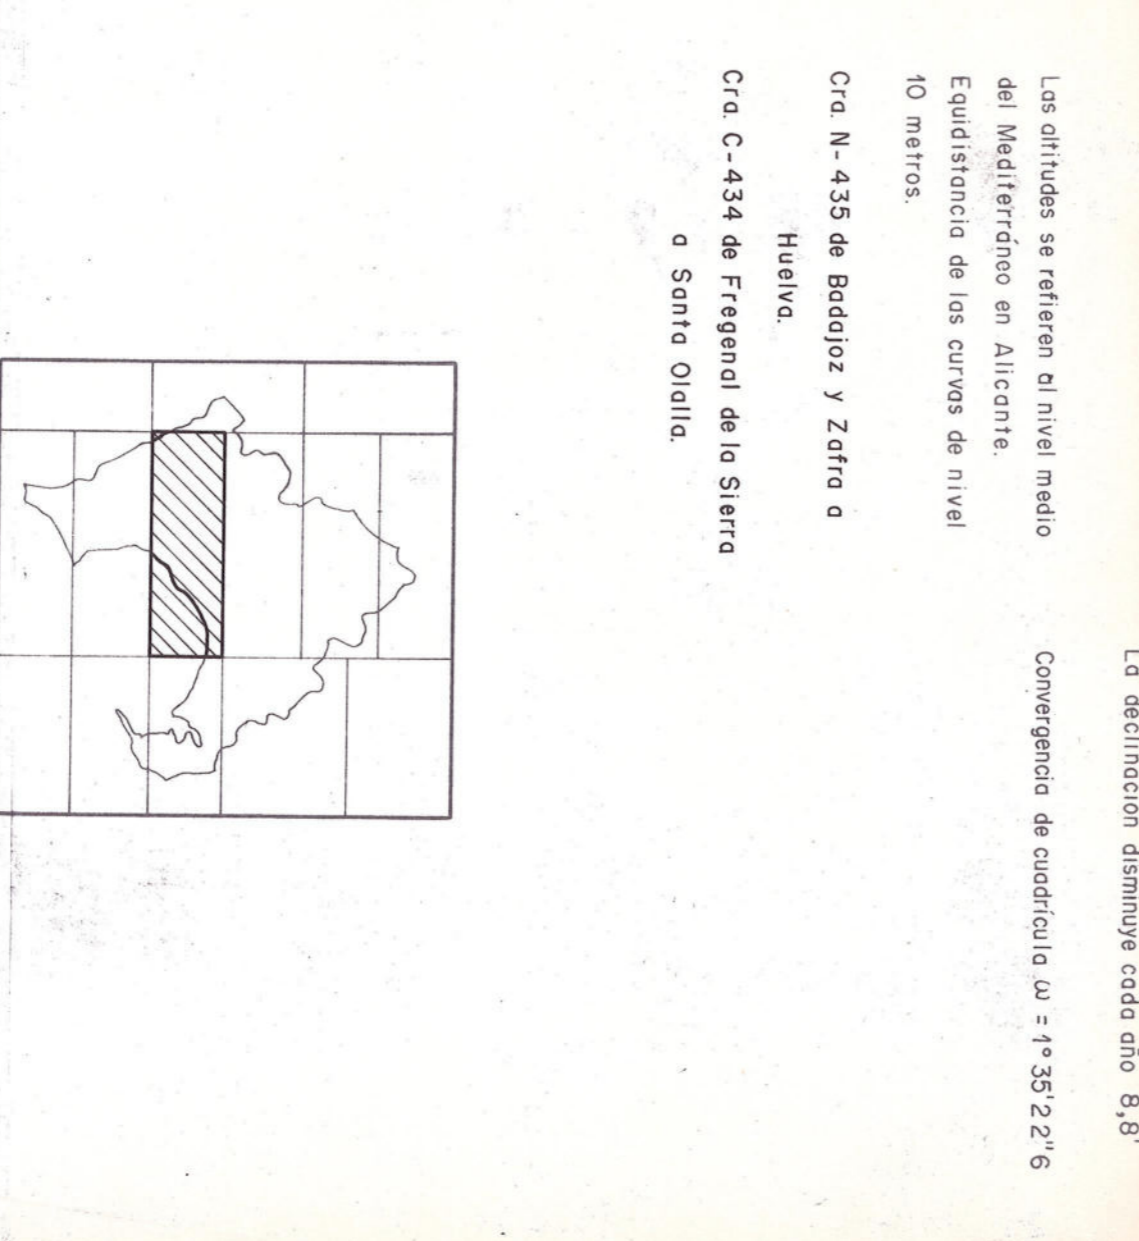 La declinación disminuye cada año 8,8'
Las altitudes se refieren al nivel medio
del Mediterráneo en Alicante.
Equidistancia de las curvas de nivel
10 metros.
Convergencia de cuadrícula ω = 1° 35' 22"6
Cra. N-435 de Badajoz y Zafra a
Huelva.
Cra. C-434 de Fregenal de la Sierra
a Santa Olalla.